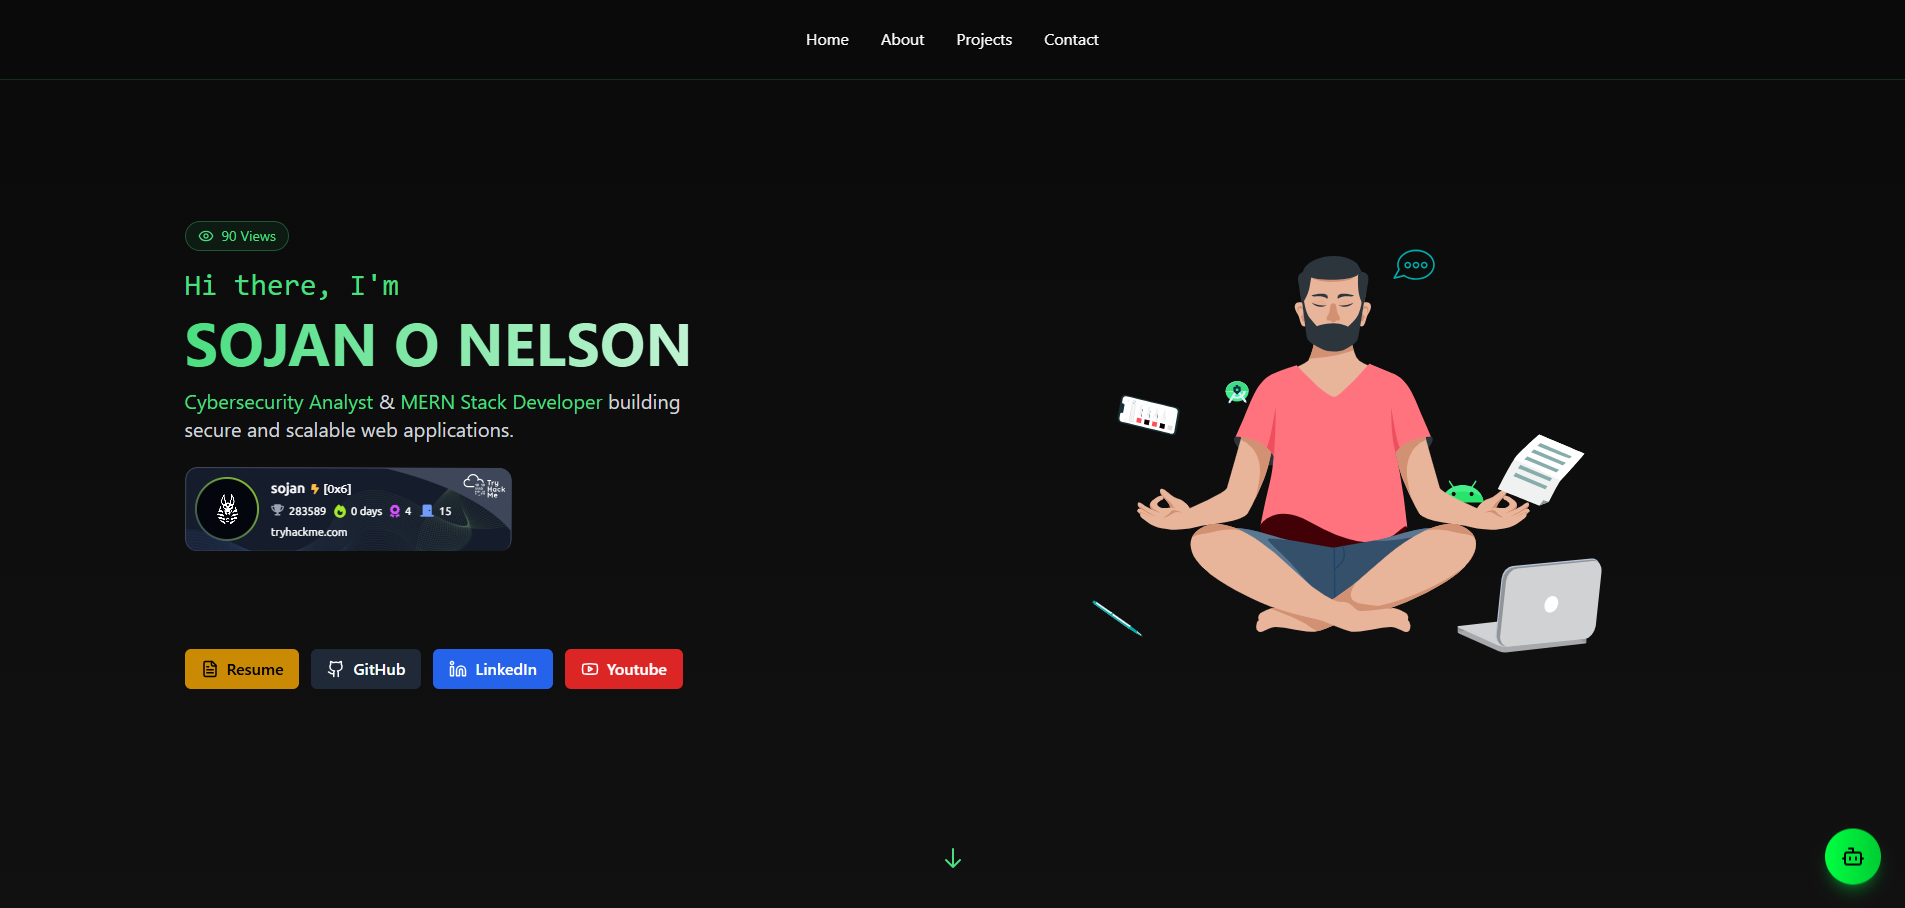 Home About Projects Contact
90 Views
Hi there, I'm
SOJAN O NELSON
Cybersecurity Analyst & MERN Stack Developer building
secure and scalable web applications.
sojan [0x6]
283589 0 days 4 15
tryhackme.com
Try
Hack
Me
Resume GitHub LinkedIn Youtube